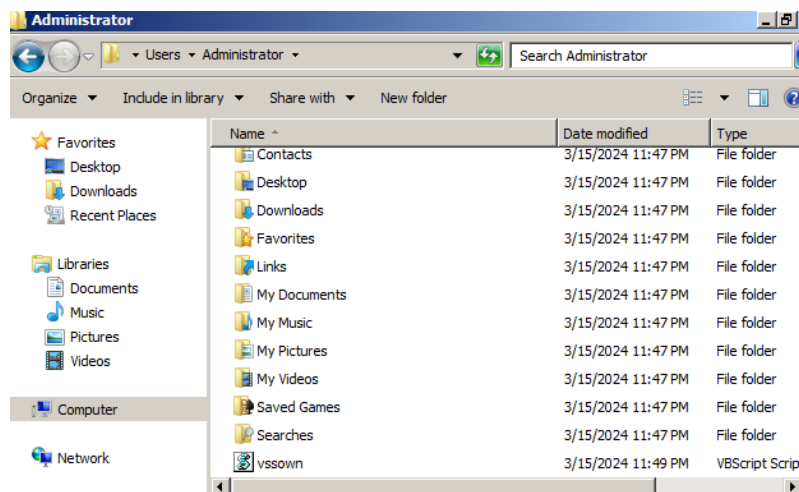 Administrator
Users Administrator Search Administrator
Organize Include in library Share with New folder
Name Date modified Type
Favorites
Desktop
Downloads
Recent Places
Libraries
Documents
Music
Pictures
Videos
Computer
Network
Contacts 3/15/2024 11:47 PM File folder
Desktop 3/15/2024 11:47 PM File folder
Downloads 3/15/2024 11:47 PM File folder
Favorites 3/15/2024 11:47 PM File folder
Links 3/15/2024 11:47 PM File folder
My Documents 3/15/2024 11:47 PM File folder
My Music 3/15/2024 11:47 PM File folder
My Pictures 3/15/2024 11:47 PM File folder
My Videos 3/15/2024 11:47 PM File folder
Saved Games 3/15/2024 11:47 PM File folder
Searches 3/15/2024 11:47 PM File folder
vssown 3/15/2024 11:49 PM VBScript Scrip